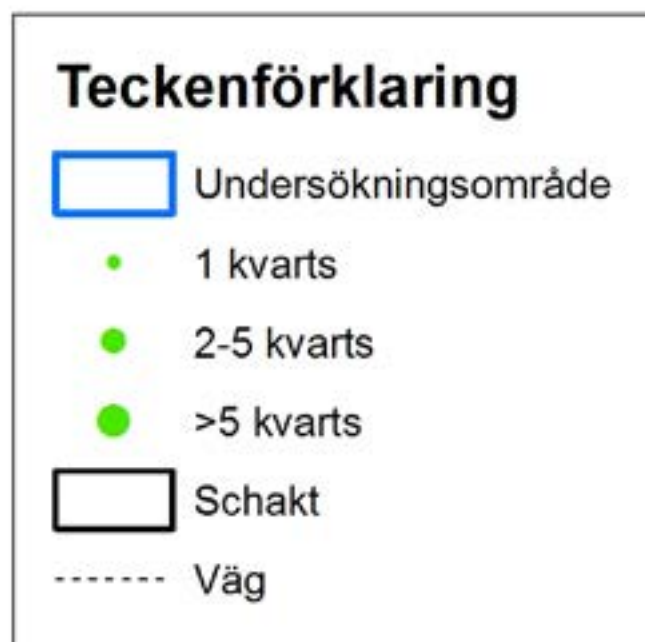 Teckenförklaring
Undersökningsområde
1 kvarts
2-5 kvarts
>5 kvarts
Schakt
Väg